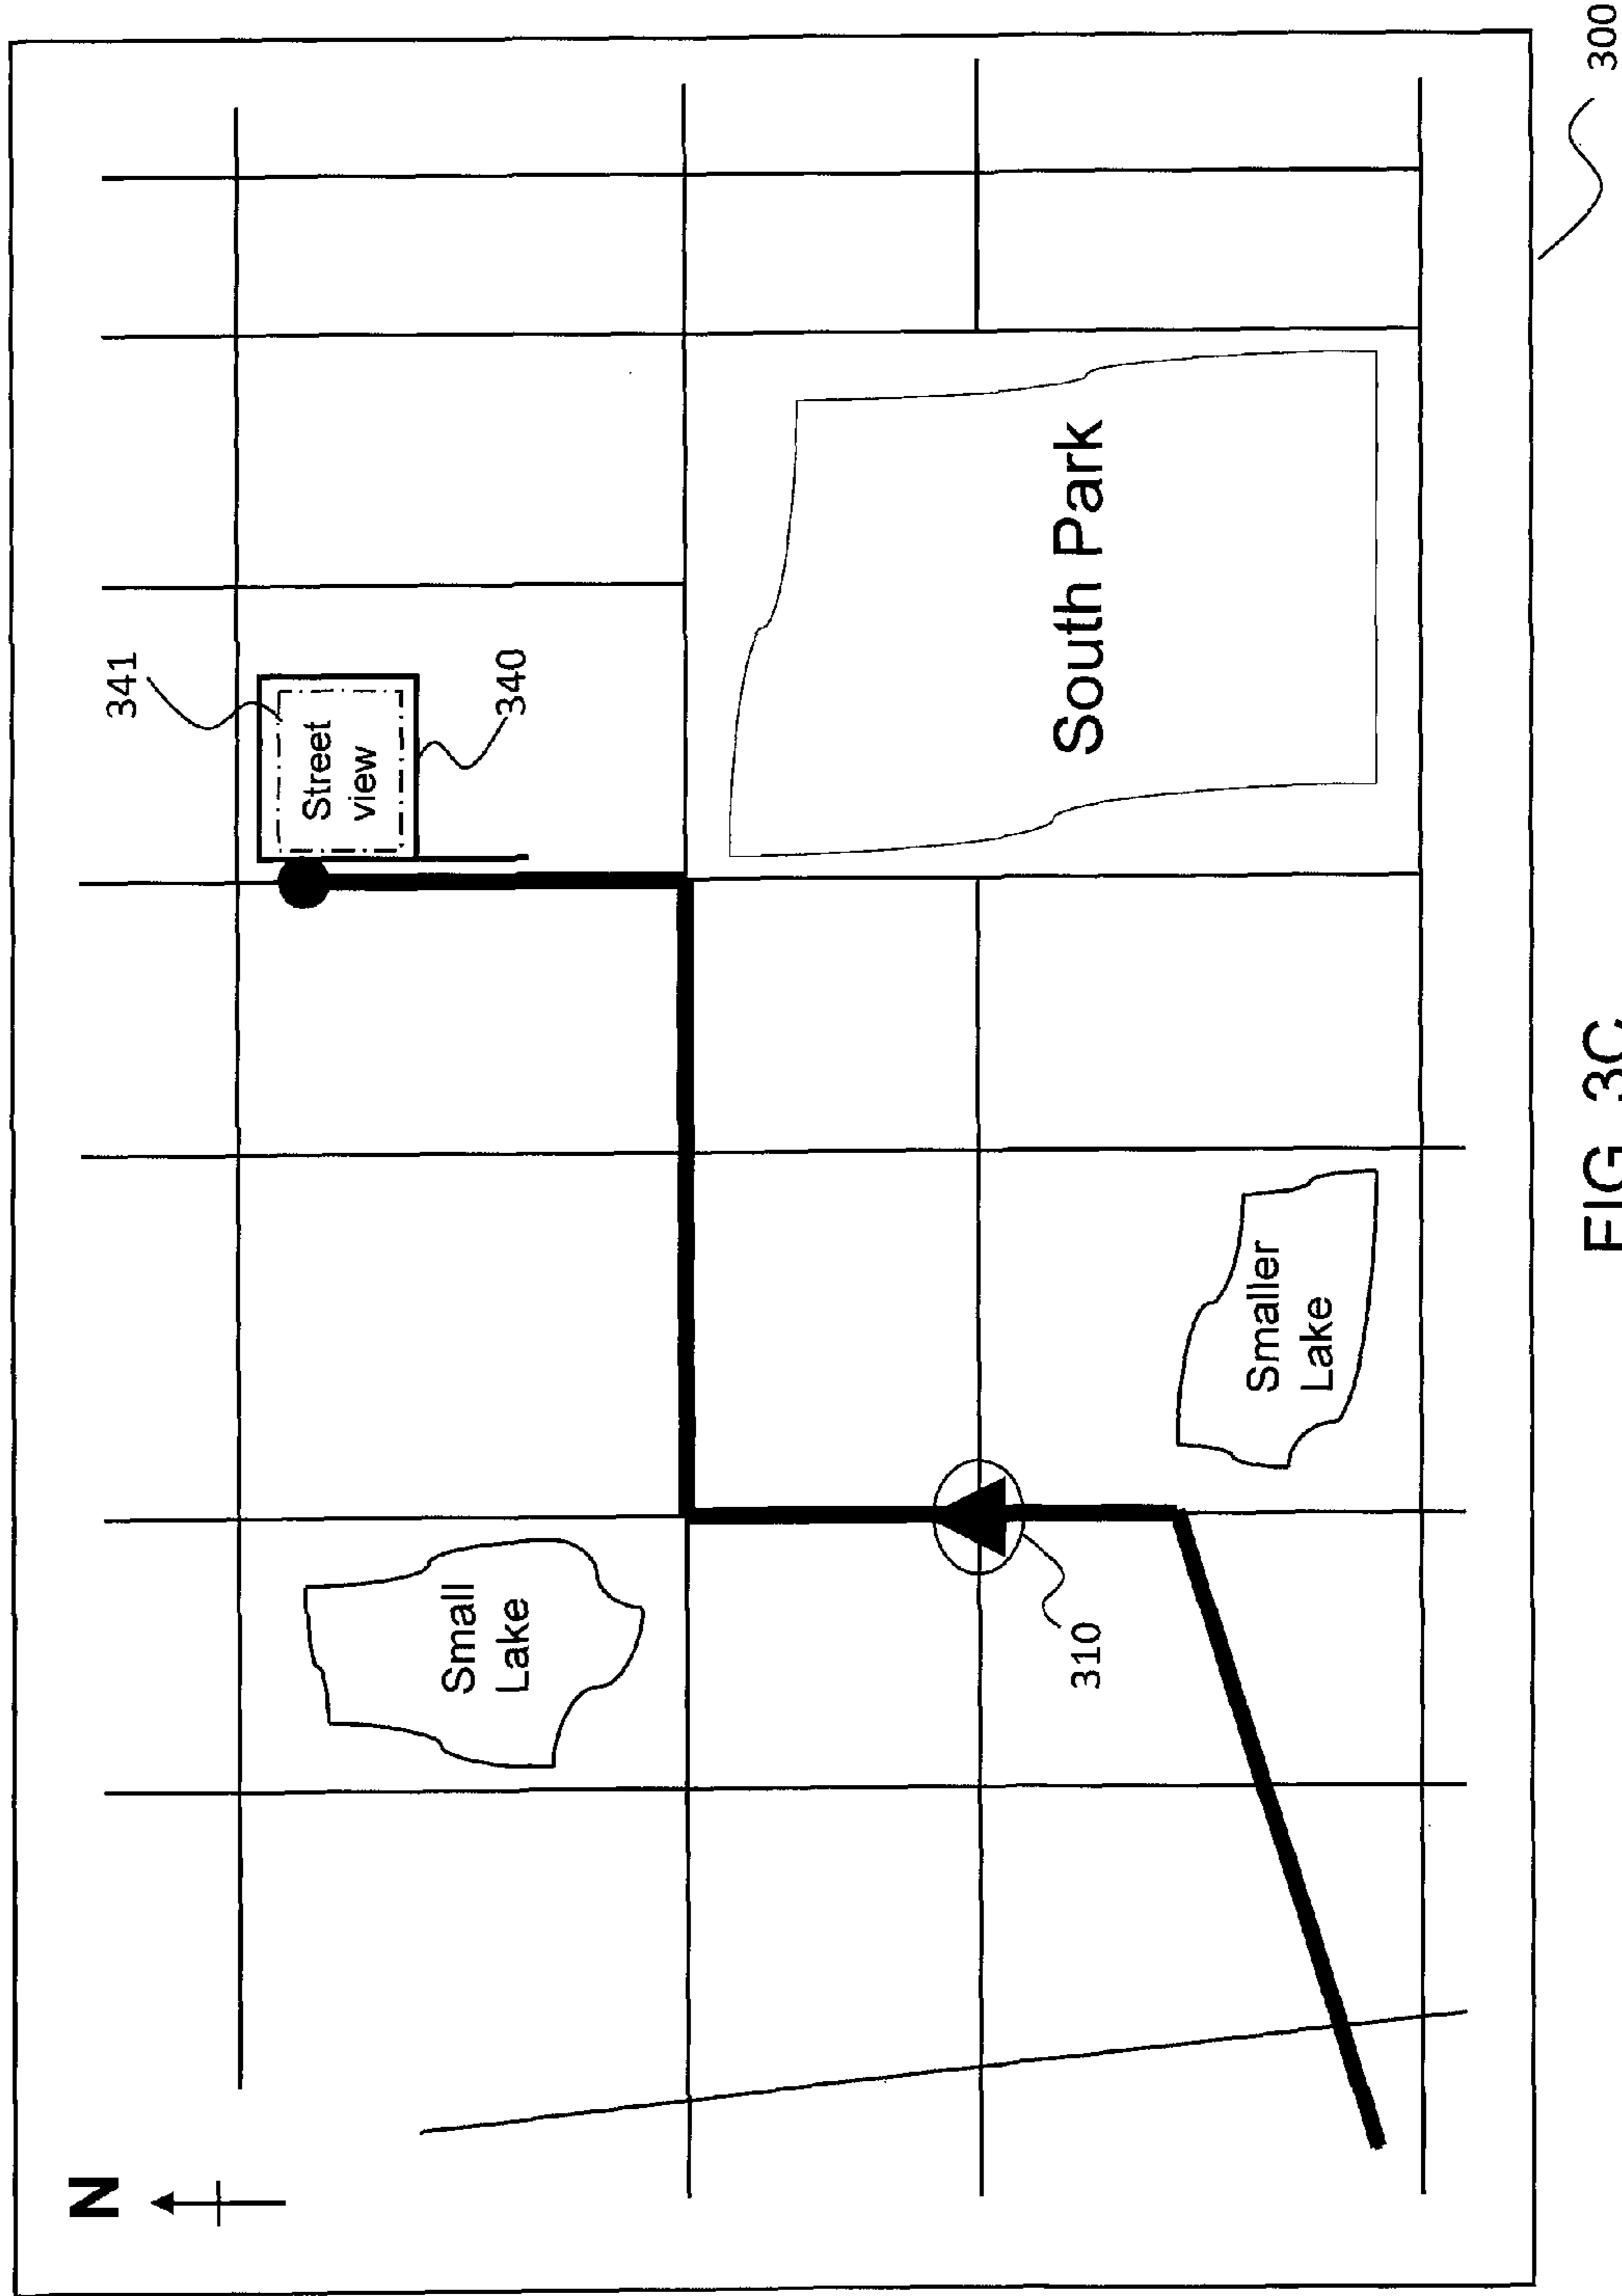 N
341
Street
view
340
Small
Lake
South Park
310
Smaller
Lake
300
FIG. 3C